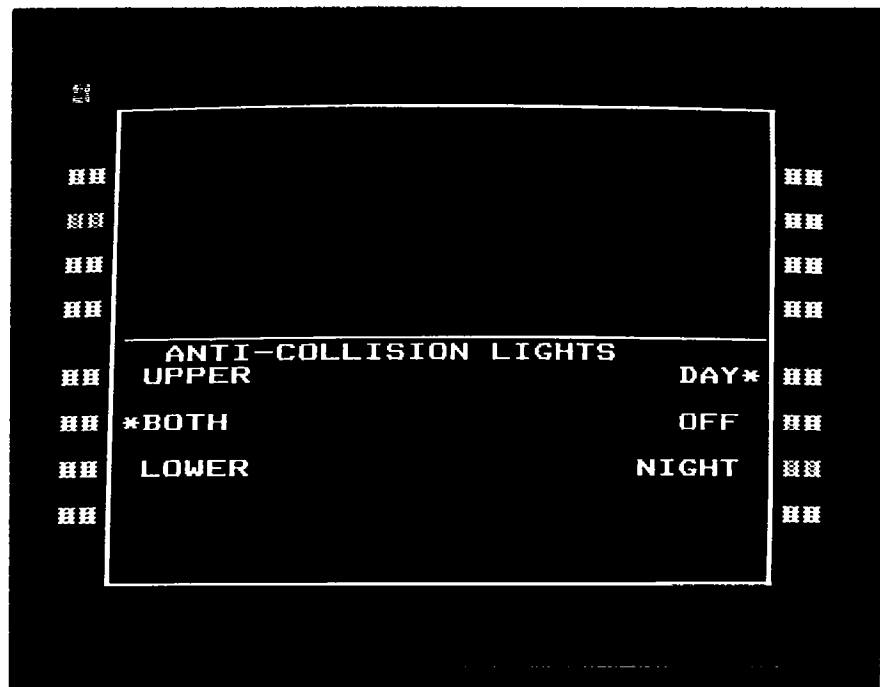 ANTI-COLLISION LIGHTS
UPPER DAY*
*BOTH OFF
LOWER NIGHT